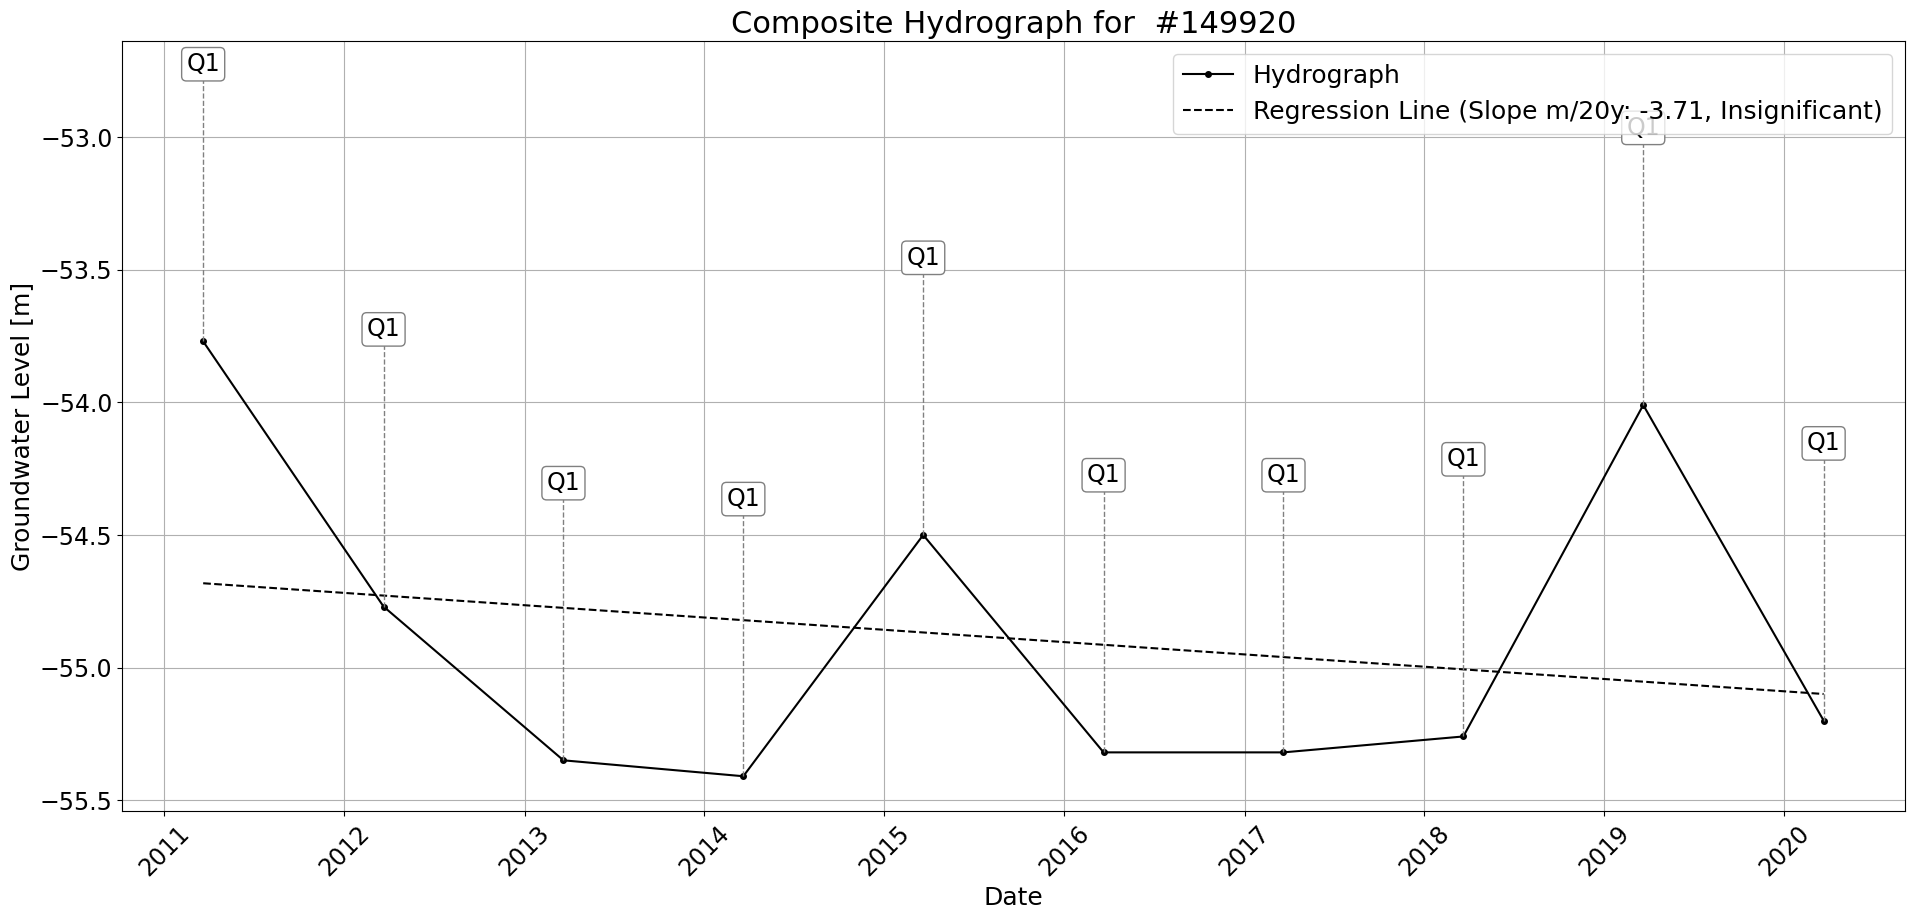 Composite Hydrograph for  #149920
Hydrograph
Regression Line (Slope m/20y: -3.71, Insignificant)
Q1
Q1
Q1
Q1
Q1
Q1
Q1
Q1
Q1
Q1
Groundwater Level [m]
−53.0
−53.5
−54.0
−54.5
−55.0
−55.5
2011
2012
2013
2014
2015
2016
2017
2018
2019
2020
Date